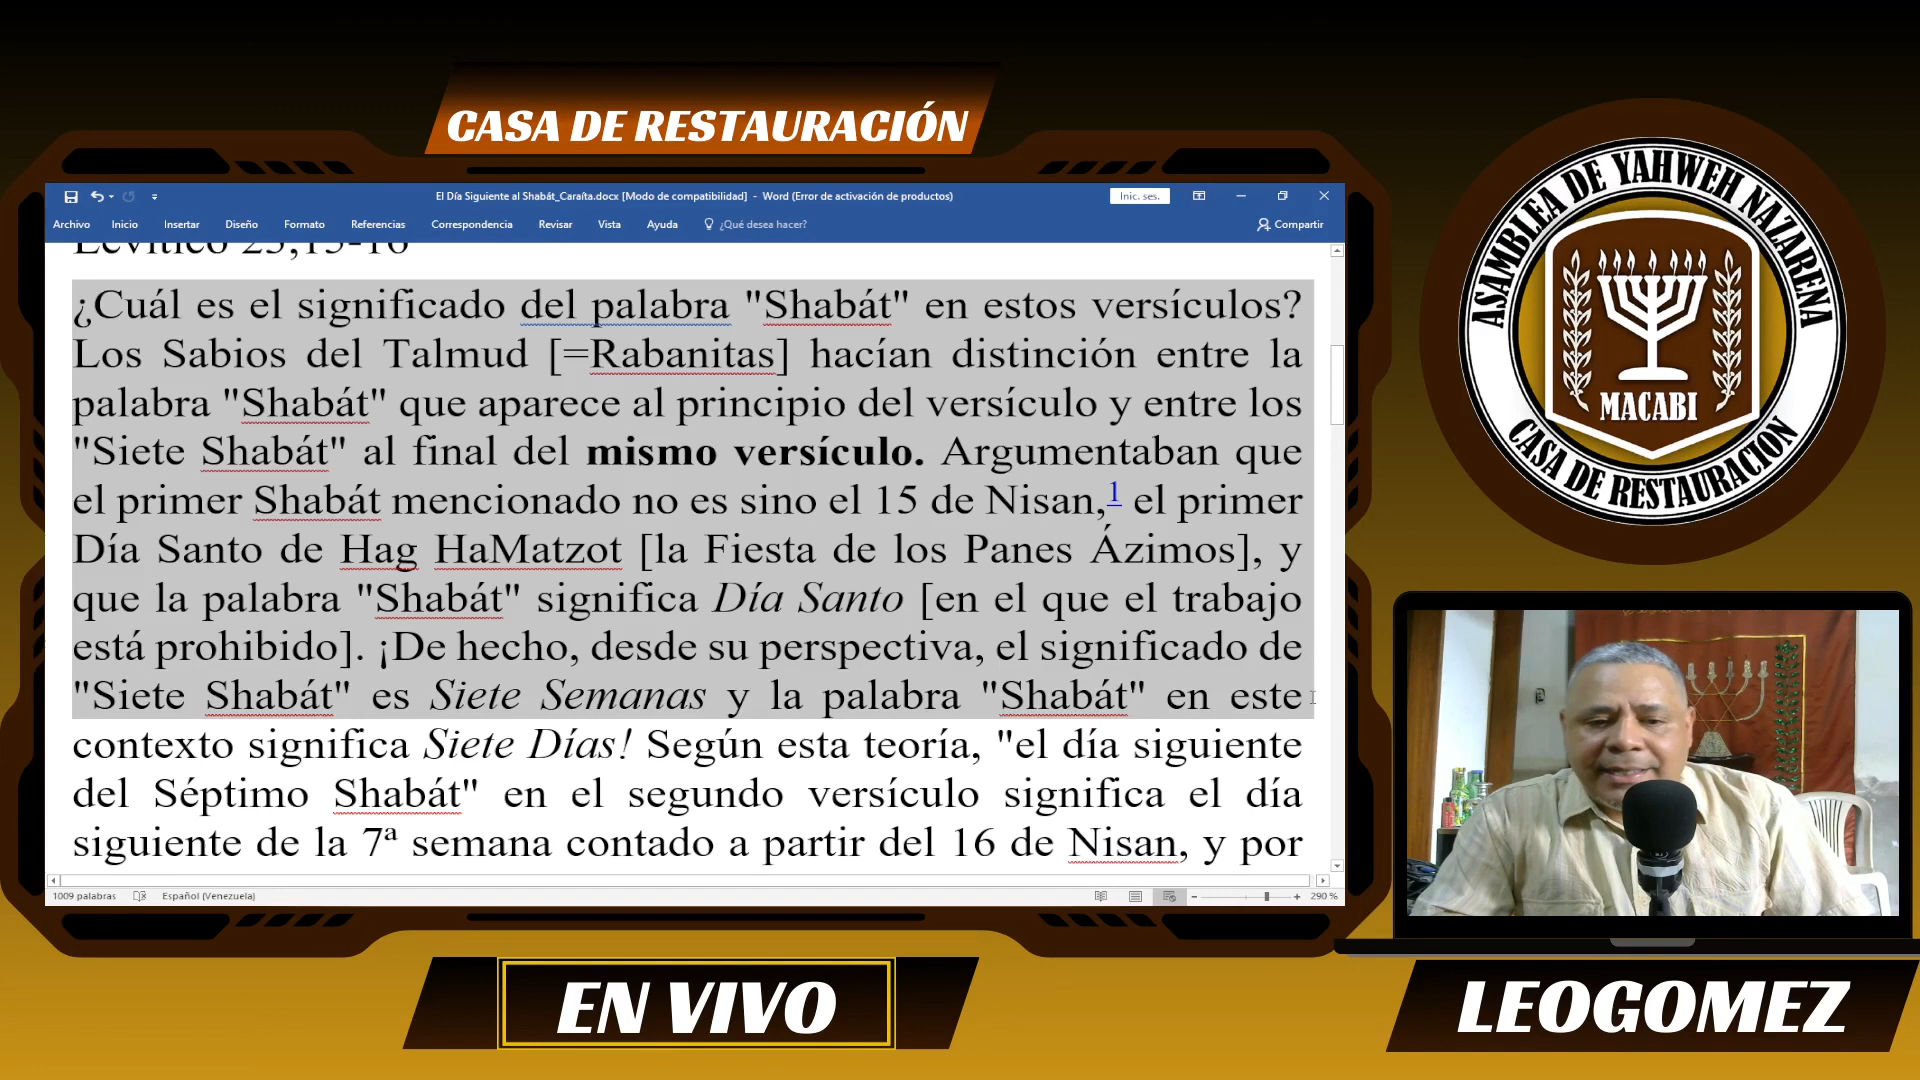 CASA DE RESTAURACIÓN
El Día Siguiente al Shabát_Caraíta.docx [Modo de compatibilidad] - Word (Error de activación de productos)
Inic. ses.
Archivo Inicio Insertar Diseño Formato Referencias Correspondencia Revisar Vista Ayuda ¿Qué desea hacer? Compartir
Levítico 23,15-16
¿Cuál es el significado del palabra "Shabát" en estos versículos?
Los Sabios del Talmud [=Rabanitas] hacían distinción entre la
palabra "Shabát" que aparece al principio del versículo y entre los
"Siete Shabát" al final del mismo versículo. Argumentaban que
el primer Shabát mencionado no es sino el 15 de Nisan,1 el primer
Día Santo de Hag HaMatzot [la Fiesta de los Panes Ázimos], y
que la palabra "Shabát" significa Día Santo [en el que el trabajo
está prohibido]. ¡De hecho, desde su perspectiva, el significado de
"Siete Shabát" es Siete Semanas y la palabra "Shabát" en este
contexto significa Siete Días! Según esta teoría, "el día siguiente
del Séptimo Shabát" en el segundo versículo significa el día
siguiente de la 7ª semana contado a partir del 16 de Nisan, y por
1009 palabras Español (Venezuela) 290 %
ASAMBLEA DE YAHWEH NAZARENA
MACABI
CASA DE RESTAURACION
EN VIVO
LEOGOMEZ